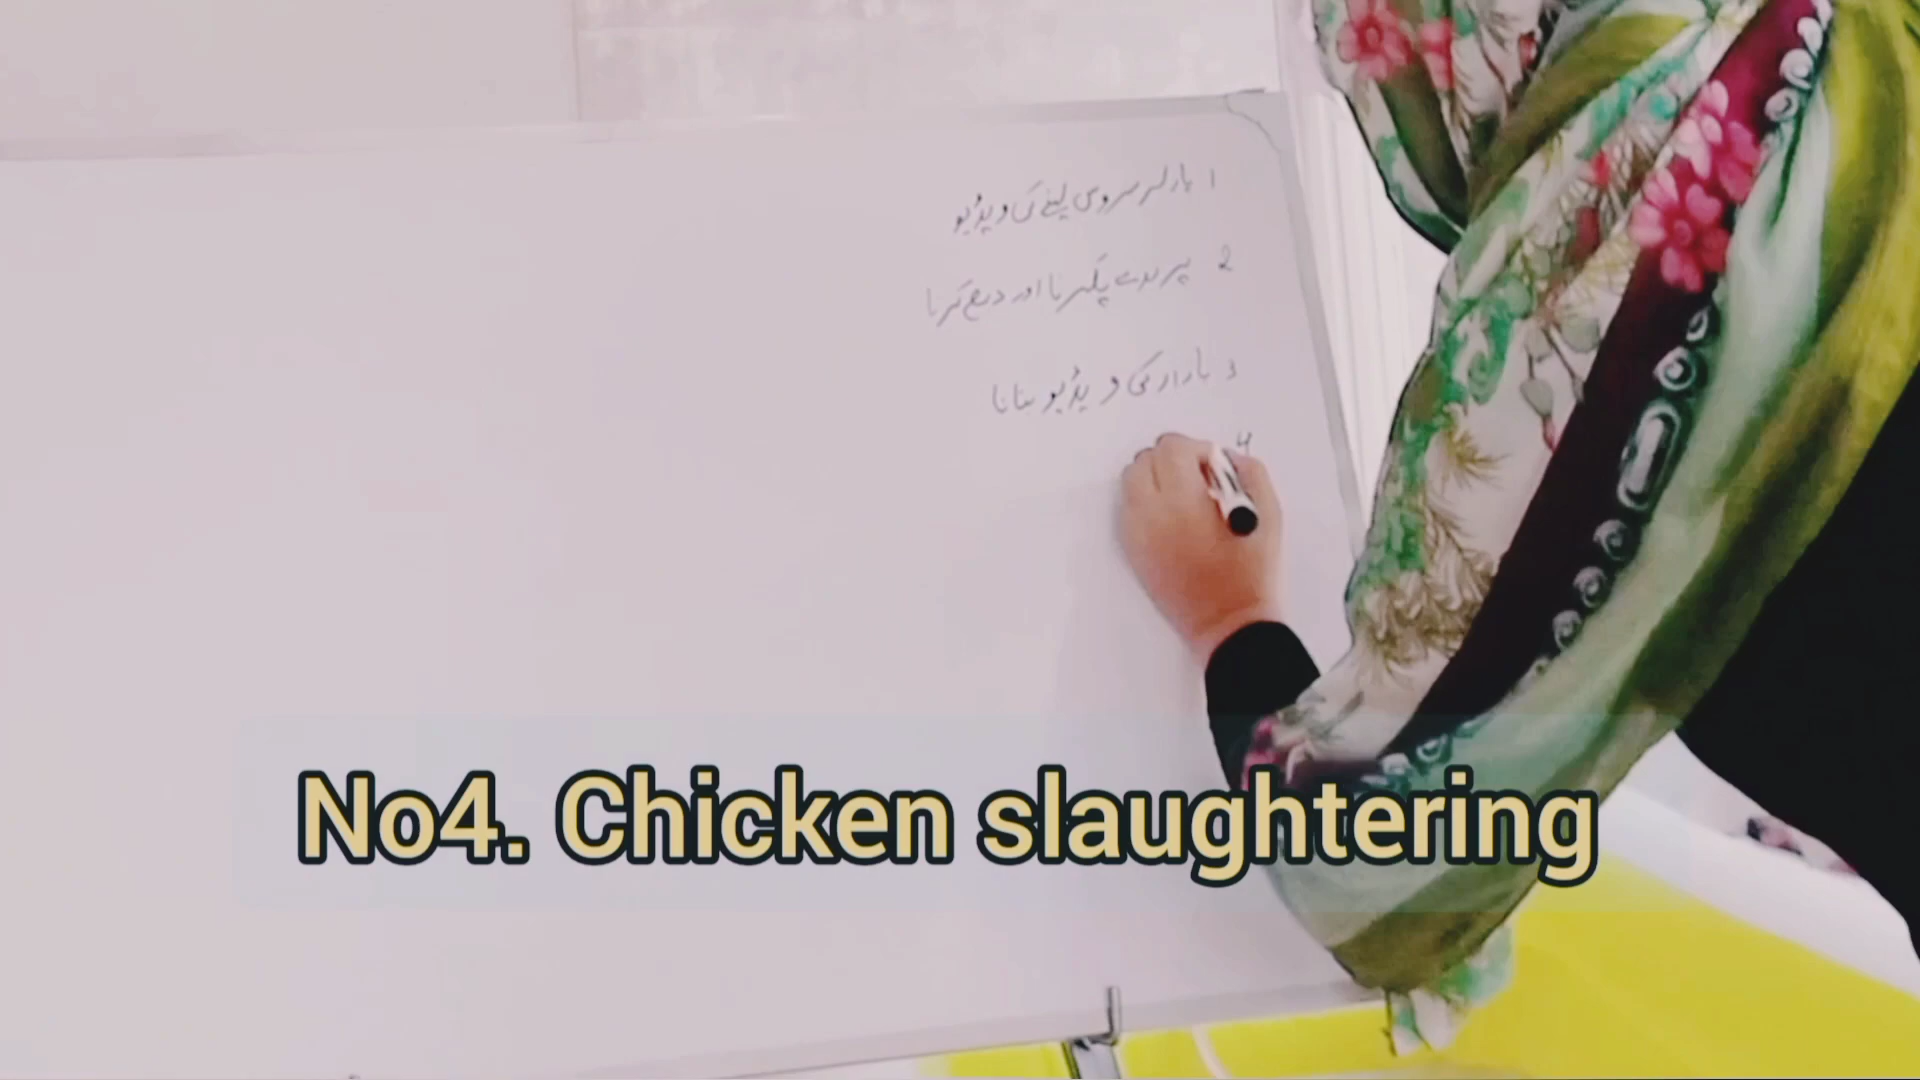 1 پارلر سروس لینے کی ویڈیو
2 پرندے پکڑنا اور ذبح کرنا
3 بازار کی ویڈیو بنانا
4
No4. Chicken slaughtering